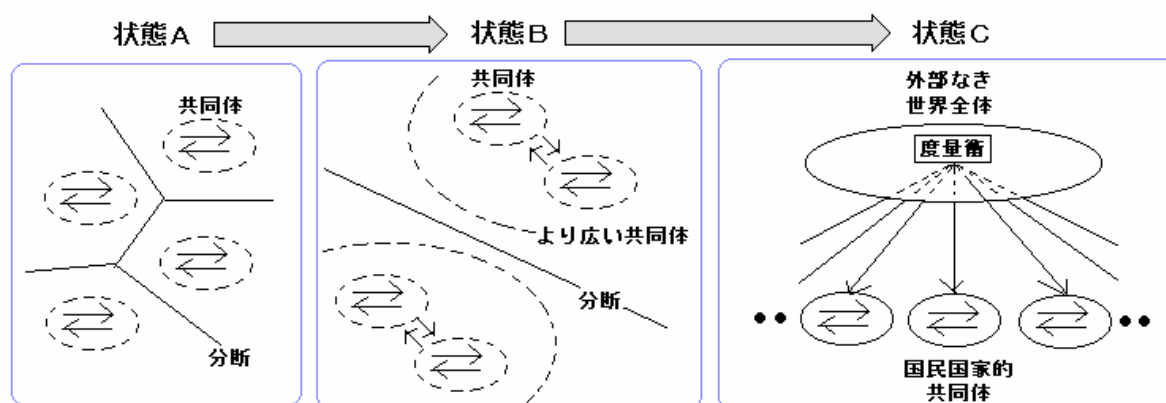 状態A
状態B
状態C
共同体
分断
共同体
より広い共同体
分断
外部なき
世界全体
度量衡
国民国家的
共同体